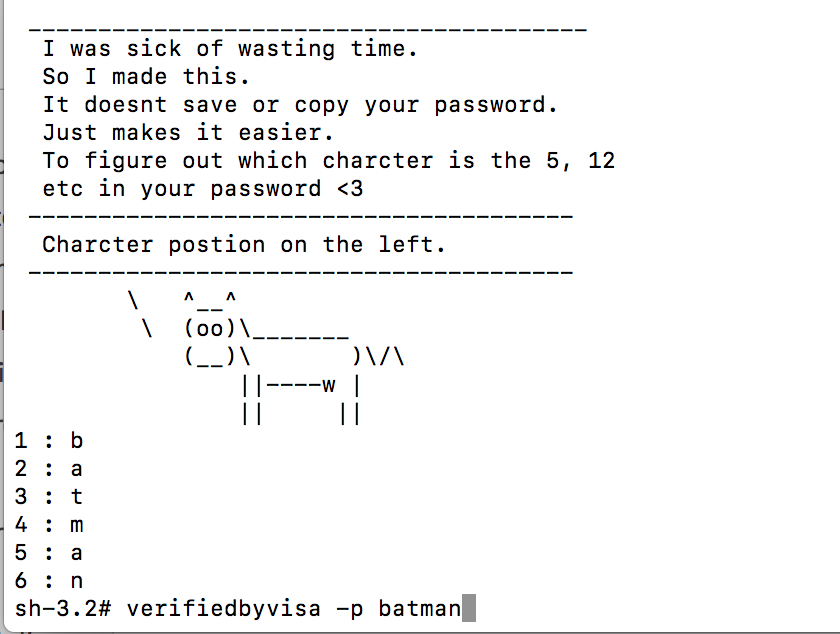 ________________________________________
I was sick of wasting time.
So I made this.
It doesnt save or copy your password.
Just makes it easier.
To figure out which charcter is the 5, 12
etc in your password <3
---------------------------------------
Charcter postion on the left.
---------------------------------------
        \   ^__^
         \  (oo)\_______
            (__)\       )\/\
                ||----w |
                ||     ||
1 : b
2 : a
3 : t
4 : m
5 : a
6 : n
sh-3.2# verifiedbyvisa -p batman